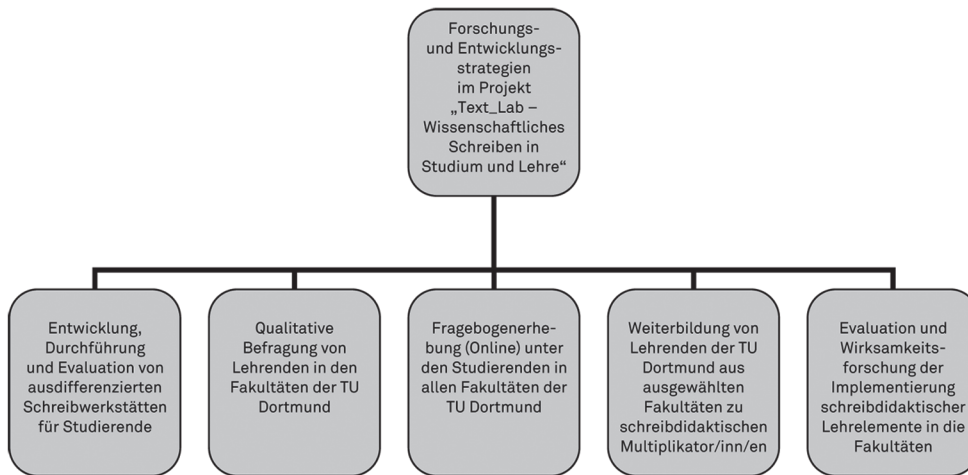 Forschungs-
und Entwicklungs-
strategien
im Projekt
„Text_Lab –
Wissenschaftliches
Schreiben in
Studium und Lehre“
Entwicklung,
Durchführung
und Evaluation von
ausdifferenzierten
Schreibwerkstätten
für Studierende
Qualitative
Befragung von
Lehrenden in den
Fakultäten der TU
Dortmund
Fragebogenerhe-
bung (Online) unter
den Studierenden in
allen Fakultäten der
TU Dortmund
Weiterbildung von
Lehrenden der TU
Dortmund aus
ausgewählten
Fakultäten zu
schreibdidaktischen
Multiplikator/inn/en
Evaluation und
Wirksamkeits-
forschung der
Implementierung
schreibdidaktischer
Lehrelemente in die
Fakultäten